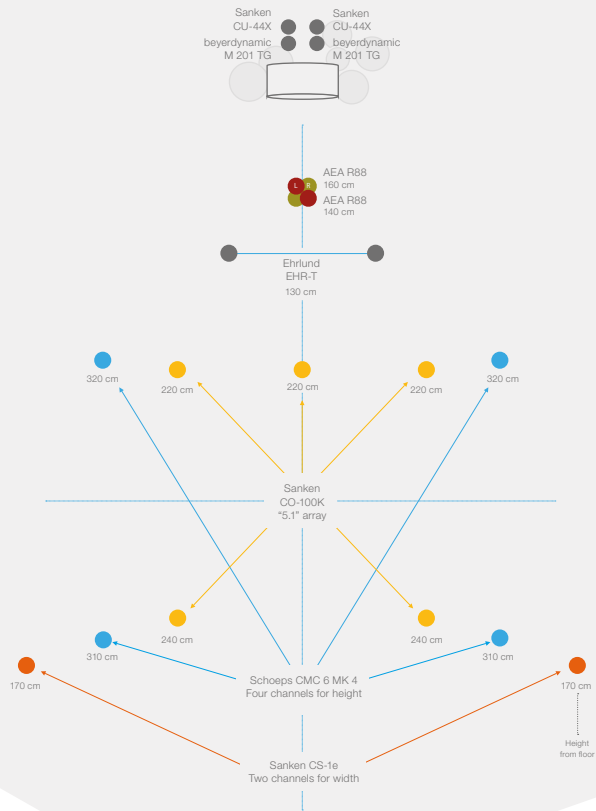 Sanken
CU-44X
beyerdynamic
M 201 TG
Sanken
CU-44X
beyerdynamic
M 201 TG
L R
AEA R88
160 cm
AEA R88
140 cm
Ehrlund
EHR-T
130 cm
320 cm
220 cm
220 cm
220 cm
320 cm
Sanken
CO-100K
“5.1” array
240 cm
240 cm
310 cm
310 cm
170 cm
170 cm
Schoeps CMC 6 MK 4
Four channels for height
Height
from floor
Sanken CS-1e
Two channels for width